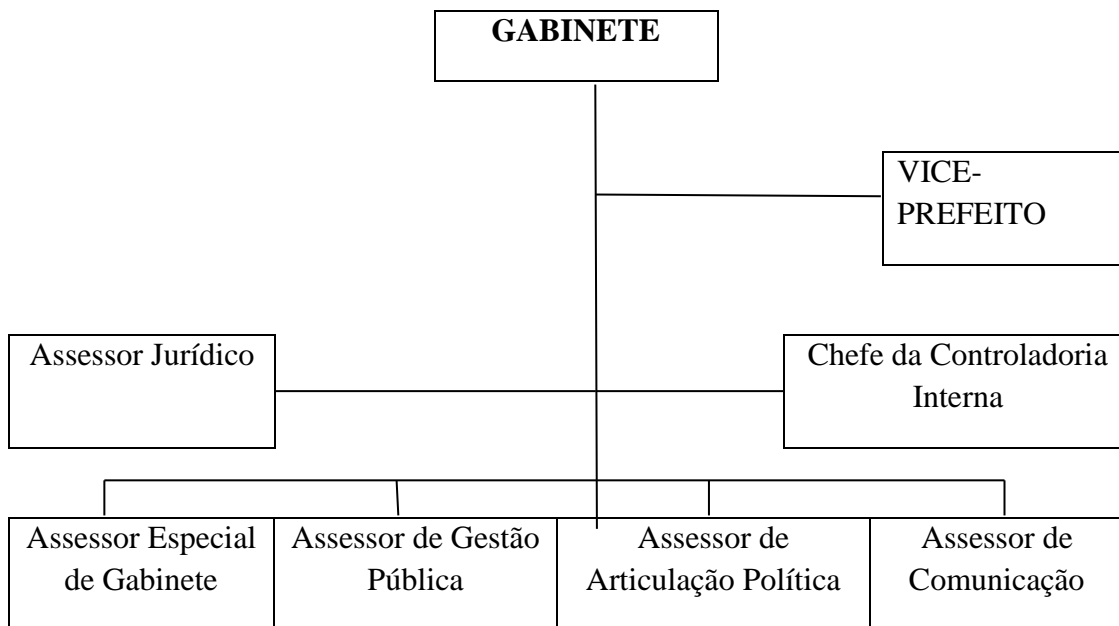 GABINETE
VICE-
PREFEITO
Assessor Jurídico
Chefe da Controladoria
Interna
Assessor Especial
de Gabinete
Assessor de Gestão
Pública
Assessor de
Articulação Política
Assessor de
Comunicação